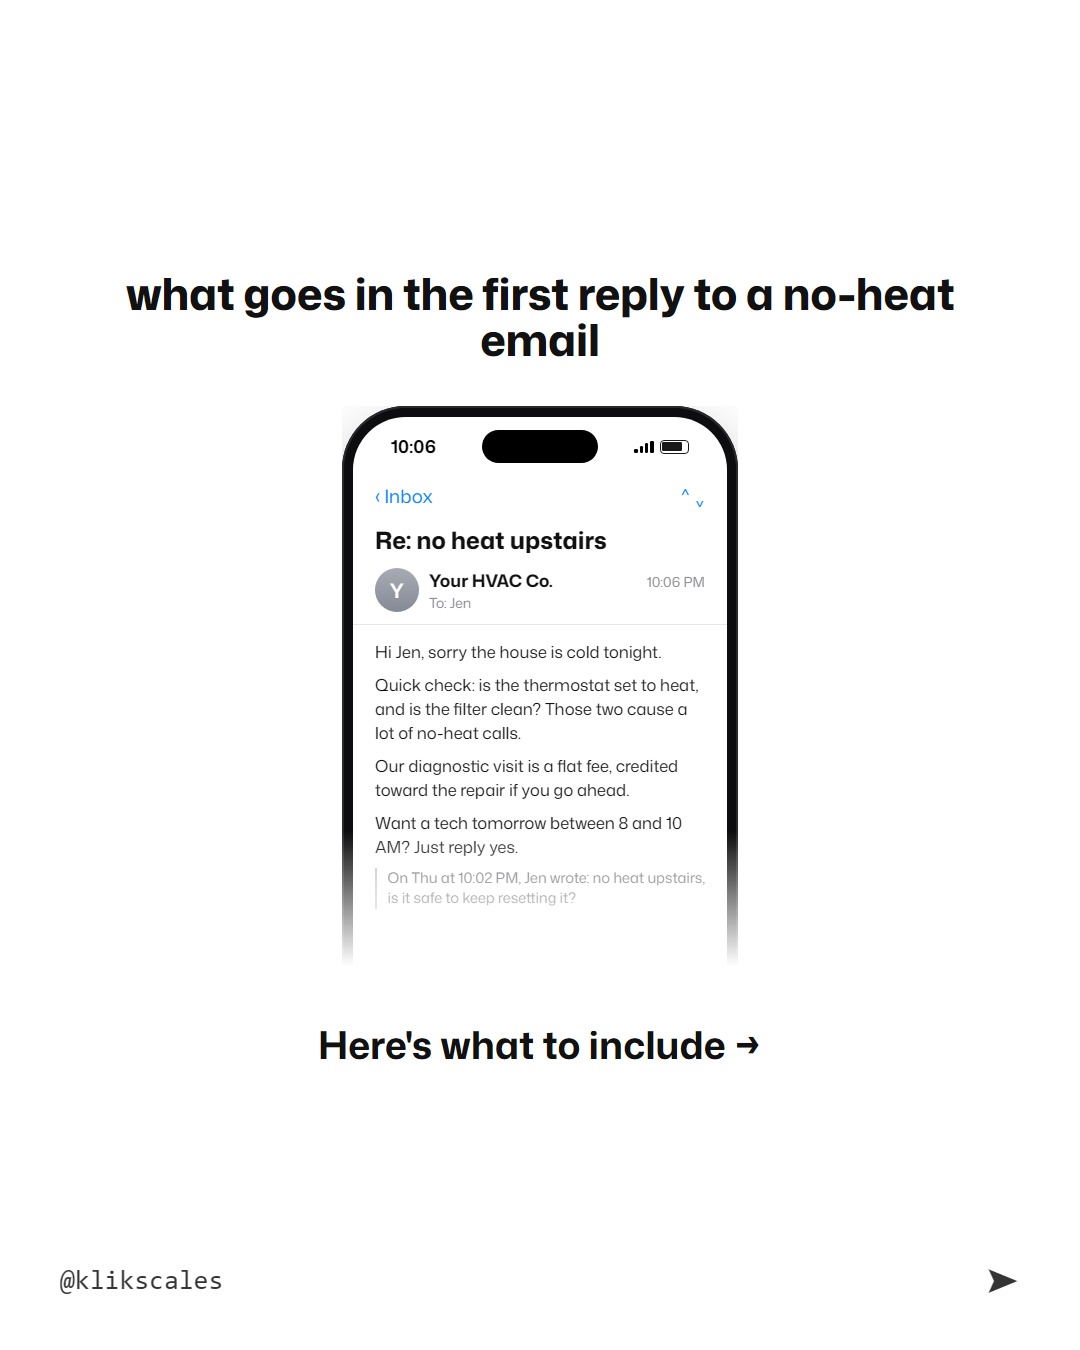 what goes in the first reply to a no-heat
email
10:06
‹ Inbox
Re: no heat upstairs
Y
Your HVAC Co.
10:06 PM
To: Jen
Hi Jen, sorry the house is cold tonight.
Quick check: is the thermostat set to heat,
and is the filter clean? Those two cause a
lot of no-heat calls.
Our diagnostic visit is a flat fee, credited
toward the repair if you go ahead.
Want a tech tomorrow between 8 and 10
AM? Just reply yes.
On Thu at 10:02 PM, Jen wrote: no heat upstairs,
is it safe to keep resetting it?
Here's what to include →
@klikscales